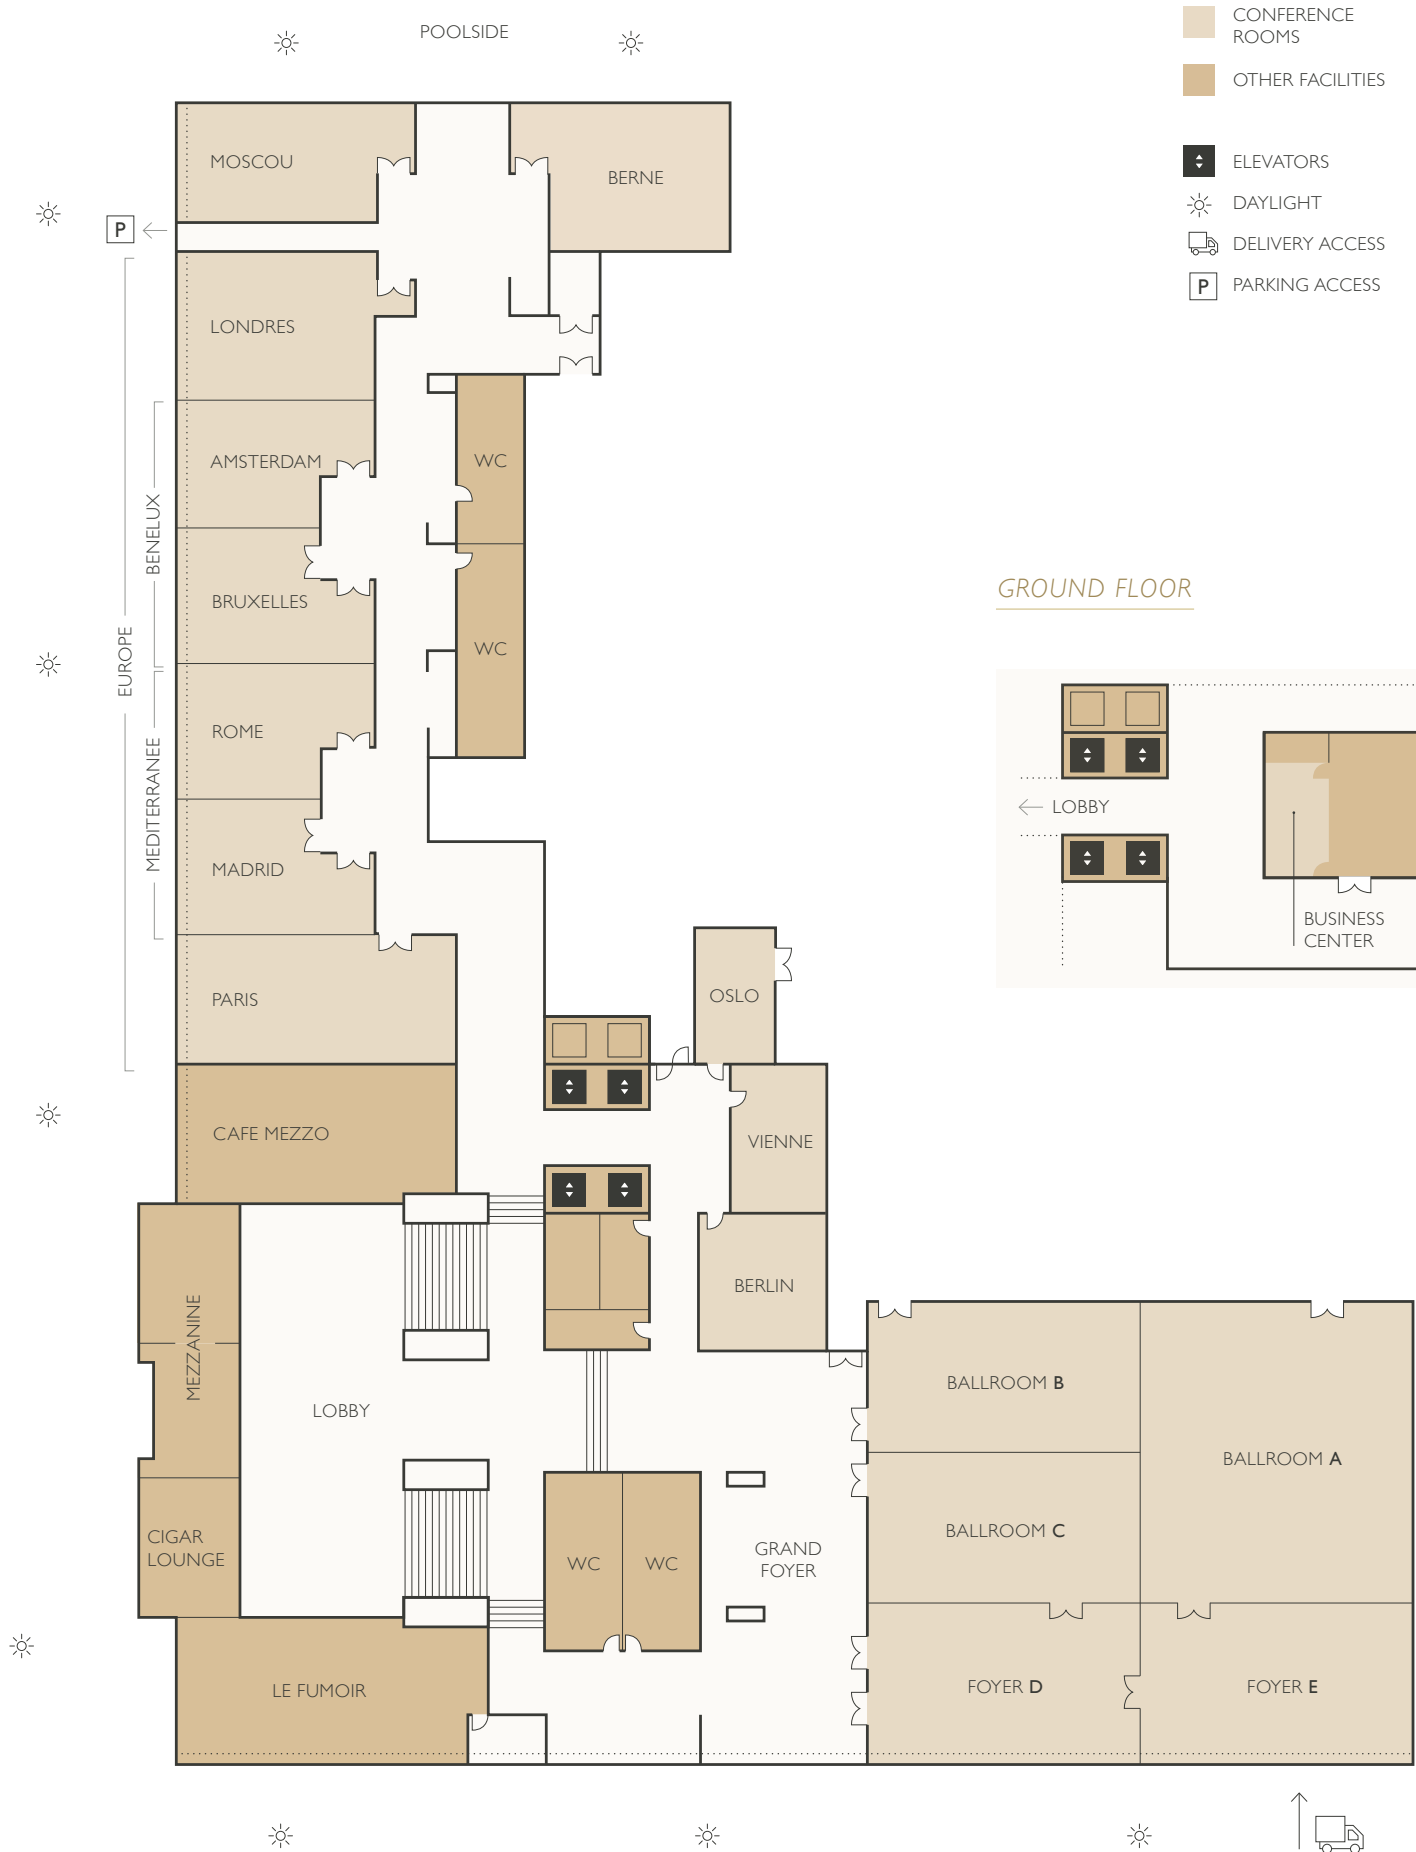 POOLSIDE
CONFERENCE
ROOMS
OTHER FACILITIES
ELEVATORS
DAYLIGHT
DELIVERY ACCESS
P PARKING ACCESS
MOSCOU
BERNE
P
LONDRES
AMSTERDAM
WC
BENELUX
BRUXELLES
WC
EUROPE
ROME
MEDITERRANEE
MADRID
PARIS
GROUND FLOOR
LOBBY
BUSINESS
CENTER
OSLO
CAFE MEZZO
VIENNE
BERLIN
MEZZANINE
LOBBY
BALLROOM B
BALLROOM A
BALLROOM C
CIGAR
LOUNGE
WC
WC
GRAND
FOYER
LE FUMOIR
FOYER D
FOYER E